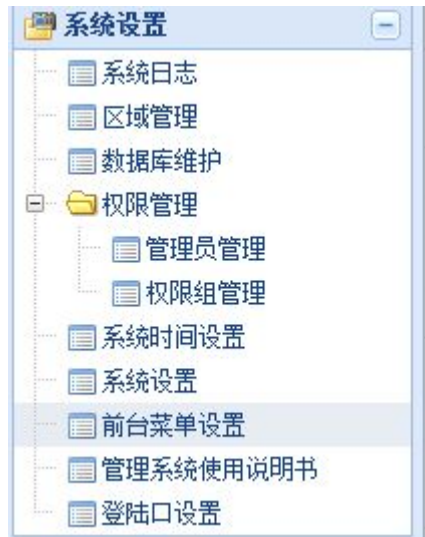 系统设置
系统日志
区域管理
数据库维护
权限管理
管理员管理
权限组管理
系统时间设置
系统设置
前台菜单设置
管理系统使用说明书
登陆口设置